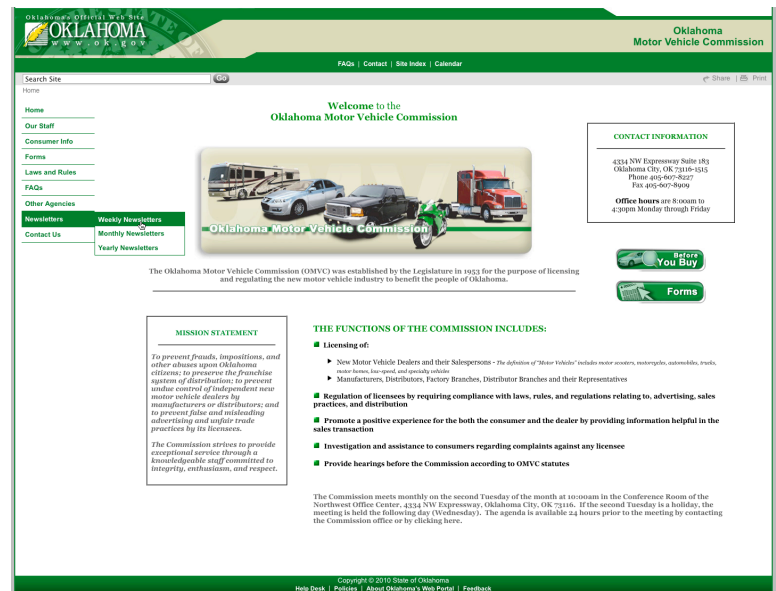 Oklahoma's Official Web Site
OKLAHOMA
www.ok.gov
Oklahoma
Motor Vehicle Commission
FAQs | Contact | Site Index | Calendar
Search Site
Go
Share | Print
Home
Home
Our Staff
Consumer Info
Forms
Laws and Rules
FAQs
Other Agencies
Newsletters
Contact Us
Weekly Newsletters
Monthly Newsletters
Yearly Newsletters
Welcome to the
Oklahoma Motor Vehicle Commission
Oklahoma Motor Vehicle Commission
CONTACT INFORMATION
4334 NW Expressway Suite 183
Oklahoma City, OK 73116-1515
Phone 405-607-8227
Fax 405-607-8909
Office hours are 8:00am to
4:30pm Monday through Friday
Before
You Buy
Forms
The Oklahoma Motor Vehicle Commission (OMVC) was established by the Legislature in 1953 for the purpose of licensing
and regulating the new motor vehicle industry to benefit the people of Oklahoma.
MISSION STATEMENT
To prevent frauds, impositions, and
other abuses upon Oklahoma
citizens; to preserve the franchise
system of distribution; to prevent
undue control of independent new
motor vehicle dealers by
manufacturers or distributors; and
to prevent false and misleading
advertising and unfair trade
practices by its licensees.
The Commission strives to provide
exceptional service through a
knowledgeable staff committed to
integrity, enthusiasm, and respect.
THE FUNCTIONS OF THE COMMISSION INCLUDES:
Licensing of:
New Motor Vehicle Dealers and their Salespersons - The definition of "Motor Vehicles" includes motor scooters, motorcycles, automobiles, trucks,
motor homes, low-speed, and specialty vehicles
Manufacturers, Distributors, Factory Branches, Distributor Branches and their Representatives
Regulation of licensees by requiring compliance with laws, rules, and regulations relating to, advertising, sales
practices, and distribution
Promote a positive experience for the both the consumer and the dealer by providing information helpful in the
sales transaction
Investigation and assistance to consumers regarding complaints against any licensee
Provide hearings before the Commission according to OMVC statutes
The Commission meets monthly on the second Tuesday of the month at 10:00am in the Conference Room of the
Northwest Office Center, 4334 NW Expressway, Oklahoma City, OK 73116. If the second Tuesday is a holiday, the
meeting is held the following day (Wednesday). The agenda is available 24 hours prior to the meeting by contacting
the Commission office or by clicking here.
Copyright © 2010 State of Oklahoma
Help Desk | Policies | About Oklahoma's Web Portal | Feedback